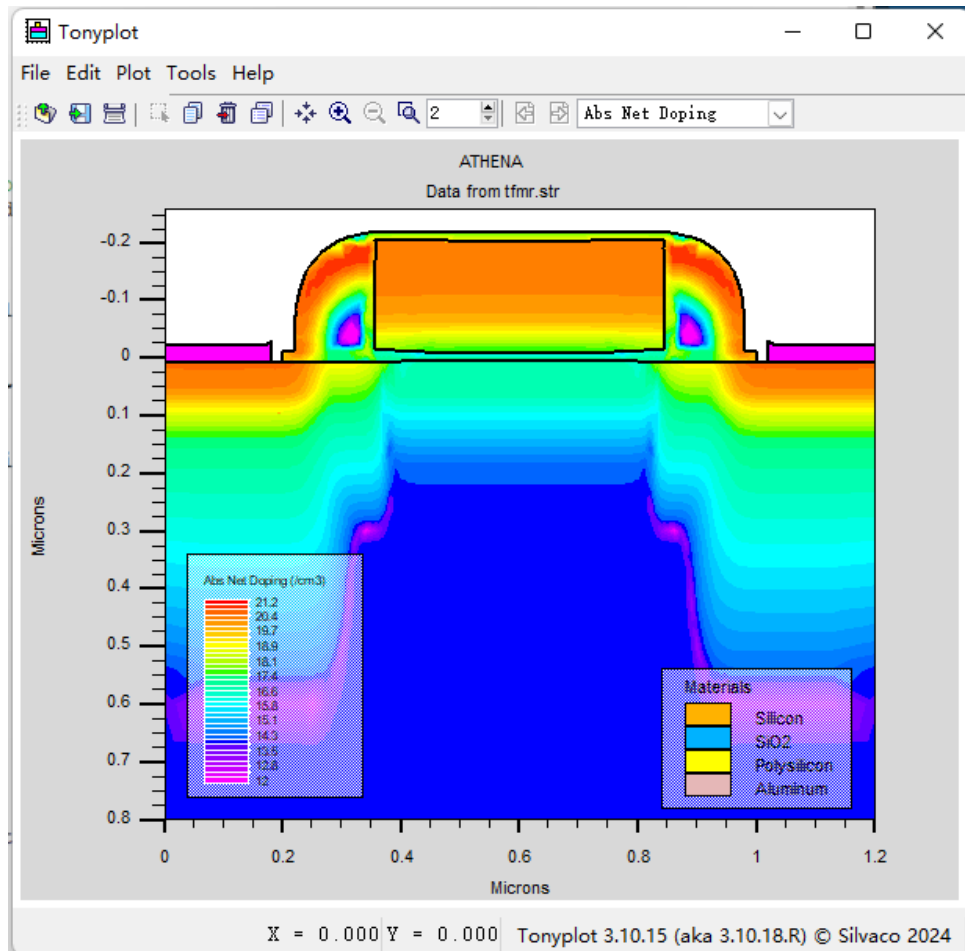 Tonyplot
File Edit Plot Tools Help
2 Abs Net Doping
ATHENA
Data from tfmr.str
-0.2
-0.1
0
0.1
0.2
0.3
0.4
0.5
0.6
0.7
0.8
Microns
Abs Net Doping (/cm3)
21.2
20.4
19.7
18.9
18.1
17.4
16.6
15.8
15.1
14.3
13.5
12.8
12
Materials
Silicon
SiO2
Polysilicon
Aluminum
0 0.2 0.4 0.6 0.8 1 1.2
Microns
X = 0.000 Y = 0.000 Tonyplot 3.10.15 (aka 3.10.18.R) © Silvaco 2024